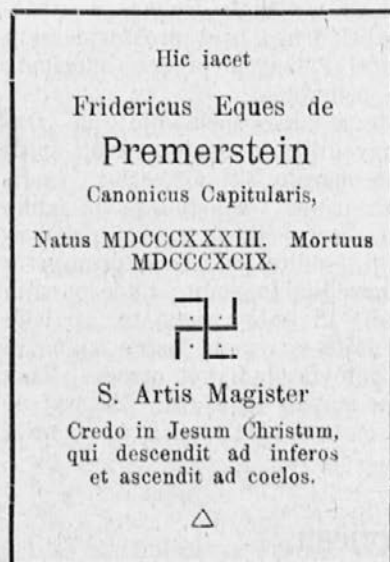 Hic iacet
Fridericus Eques de
Premerstein
Canonicus Capitularis,
Natus MDCCCXXXIII. Mortuus
MDCCCXCIX.
S. Artis Magister
Credo in Jesum Christum,
qui descendit ad inferos
et ascendit ad coelos.